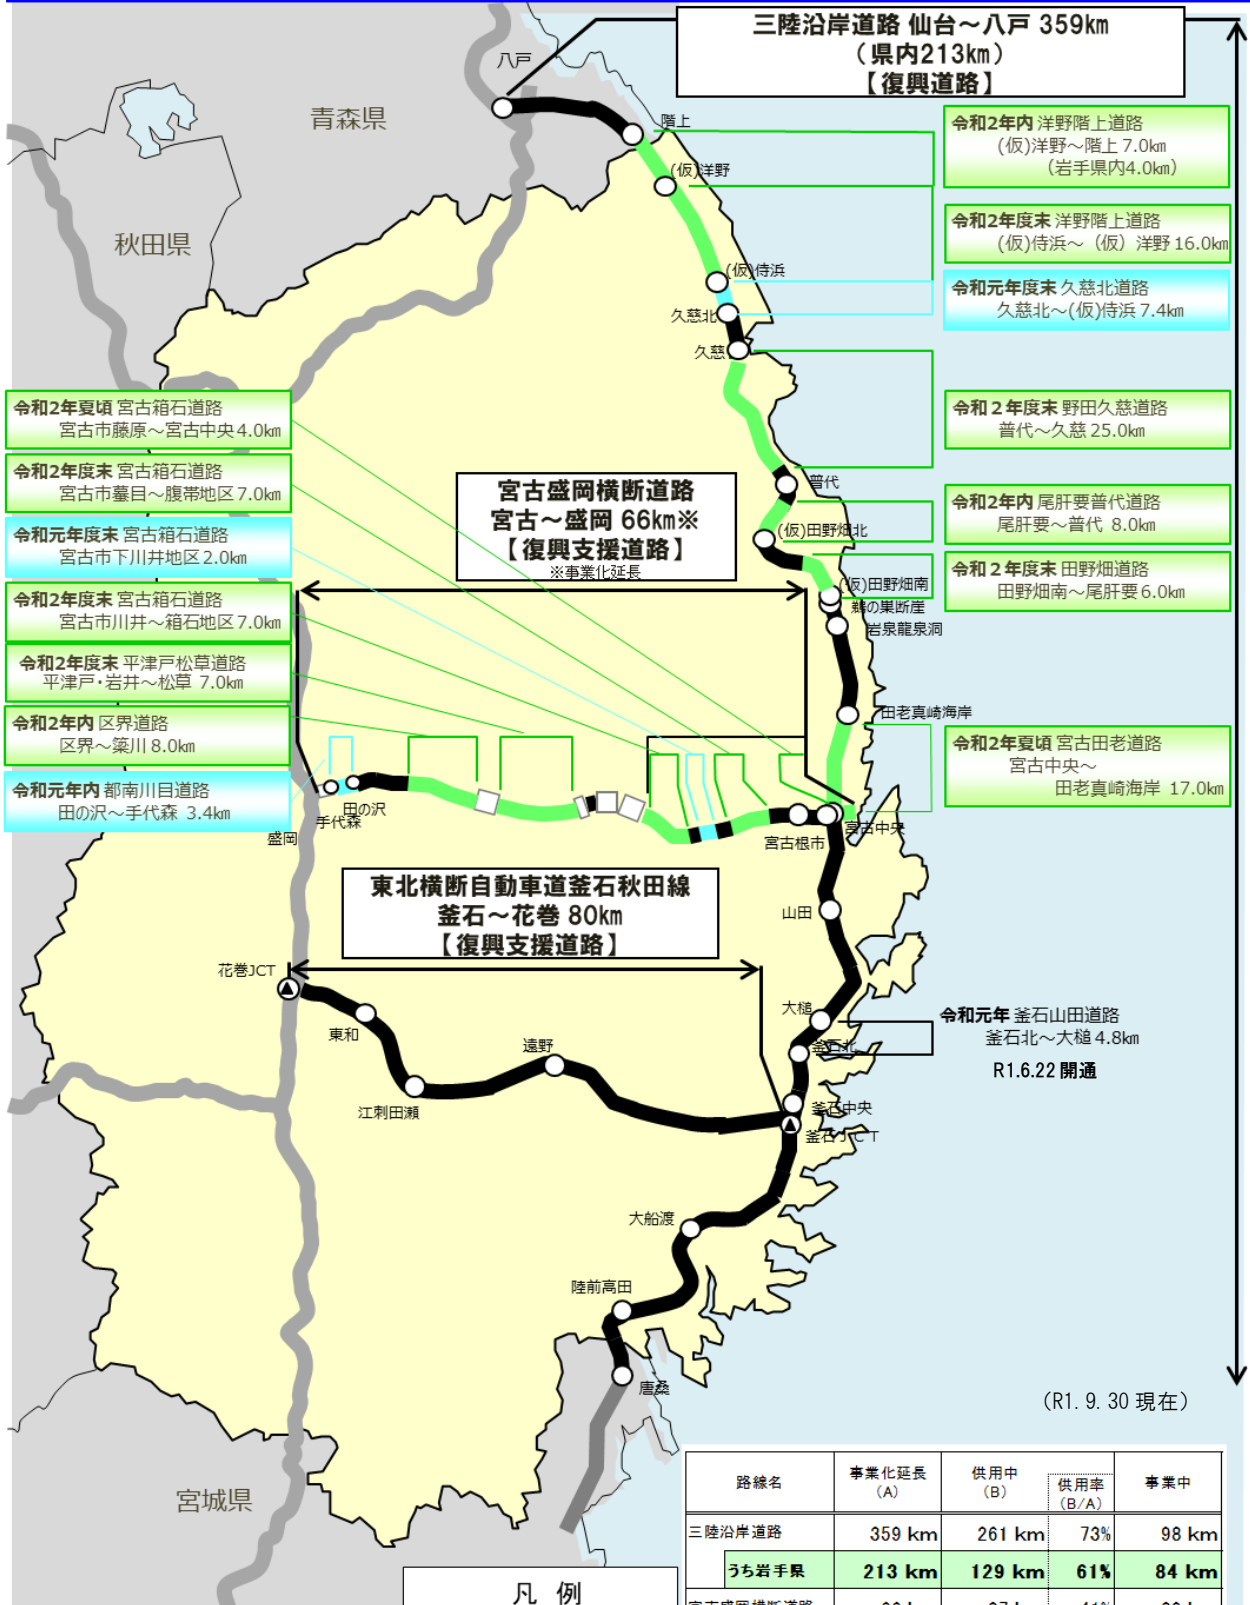 三陸沿岸道路 仙台～八戸 359km
（県内213km）
【復興道路】
八戸
青森県
階上
(仮)洋野
秋田県
(仮)侍浜
久慈北
久慈
令和2年内 洋野階上道路
(仮)洋野～階上 7.0km
（岩手県内4.0km）
令和2年度末 洋野階上道路
(仮)侍浜～（仮）洋野 16.0km
令和元年度末 久慈北道路
久慈北～(仮)侍浜 7.4km
令和２年度末 野田久慈道路
普代～久慈 25.0km
令和2年内 尾肝要普代道路
尾肝要～普代 8.0km
令和２年度末 田野畑道路
田野畑南～尾肝要 6.0km
令和2年夏頃 宮古田老道路
宮古中央～
田老真崎海岸 17.0km
令和2年夏頃 宮古箱石道路
宮古市藤原～宮古中央 4.0km
令和2年度末 宮古箱石道路
宮古市蟇目～腹帯地区 7.0km
令和元年度末 宮古箱石道路
宮古市下川井地区 2.0km
令和2年度末 宮古箱石道路
宮古市川井～箱石地区 7.0km
令和2年度末 平津戸松草道路
平津戸・岩井～松草 7.0km
令和2年内 区界道路
区界～簗川 8.0km
令和元年内 都南川目道路
田の沢～手代森 3.4km
宮古盛岡横断道路
宮古～盛岡 66km※
【復興支援道路】
※事業化延長
普代
(仮)田野畑北
(仮)田野畑南
鵜の巣断崖
岩泉龍泉洞
田老真崎海岸
田の沢
手代森
盛岡
宮古中央
宮古根市
東北横断自動車道釜石秋田線
釜石～花巻 80km
【復興支援道路】
山田
花巻JCT
大槌
東和
遠野
釜石北
江刺田瀬
釜石中央
釜石ＪＣＴ
令和元年 釜石山田道路
釜石北～大槌 4.8km
R1.6.22 開通
大船渡
陸前高田
唐桑
宮城県
（R1. 9. 30 現在）
路線名 事業化延長（A） 供用中（B） 供用率（B/A） 事業中
三陸沿岸道路 359 km 261 km 73% 98 km
うち岩手県 213 km 129 km 61% 84 km
凡 例